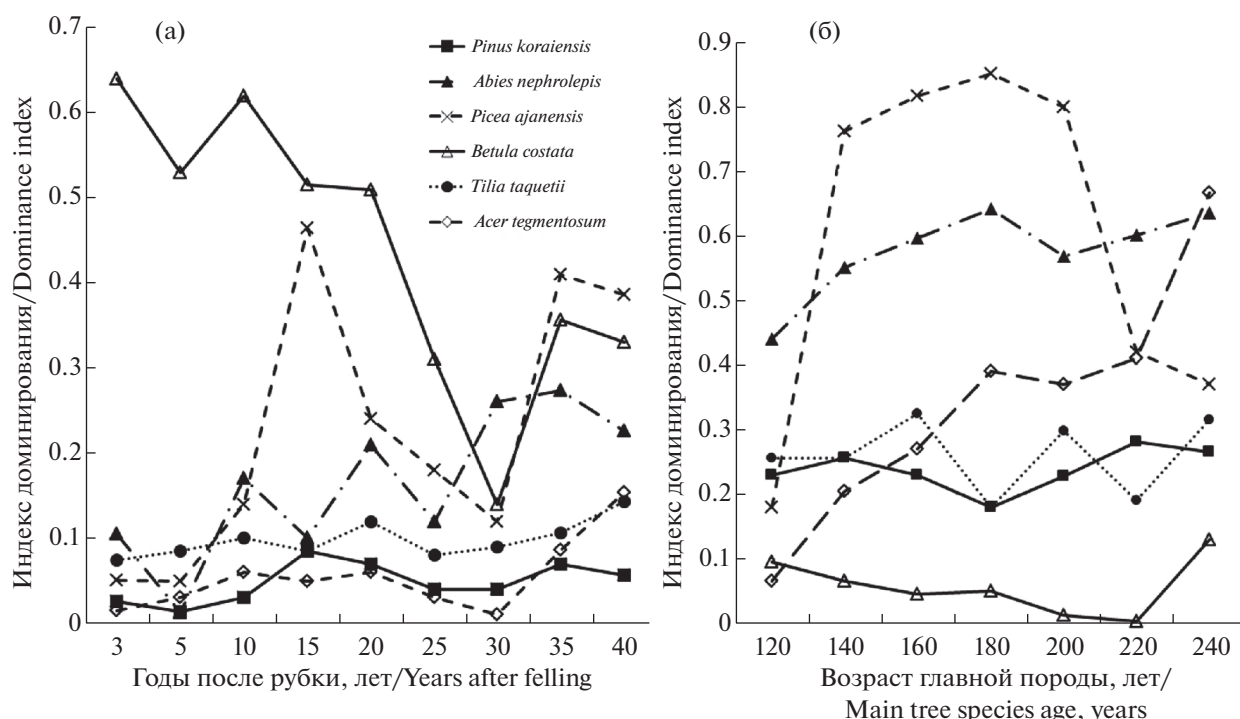 (а)
Индекс доминирования/Dominance index
0.7
0.6
0.5
0.4
0.3
0.2
0.1
0
Pinus koraiensis
Abies nephrolepis
Picea ajanensis
Betula costata
Tilia taquetii
Acer tegmentosum
3 5 10 15 20 25 30 35 40
Годы после рубки, лет/Years after felling
(б)
Индекс доминирования/Dominance index
0.9
0.8
0.7
0.6
0.5
0.4
0.3
0.2
0.1
0
120 140 160 180 200 220 240
Возраст главной породы, лет/
Main tree species age, years